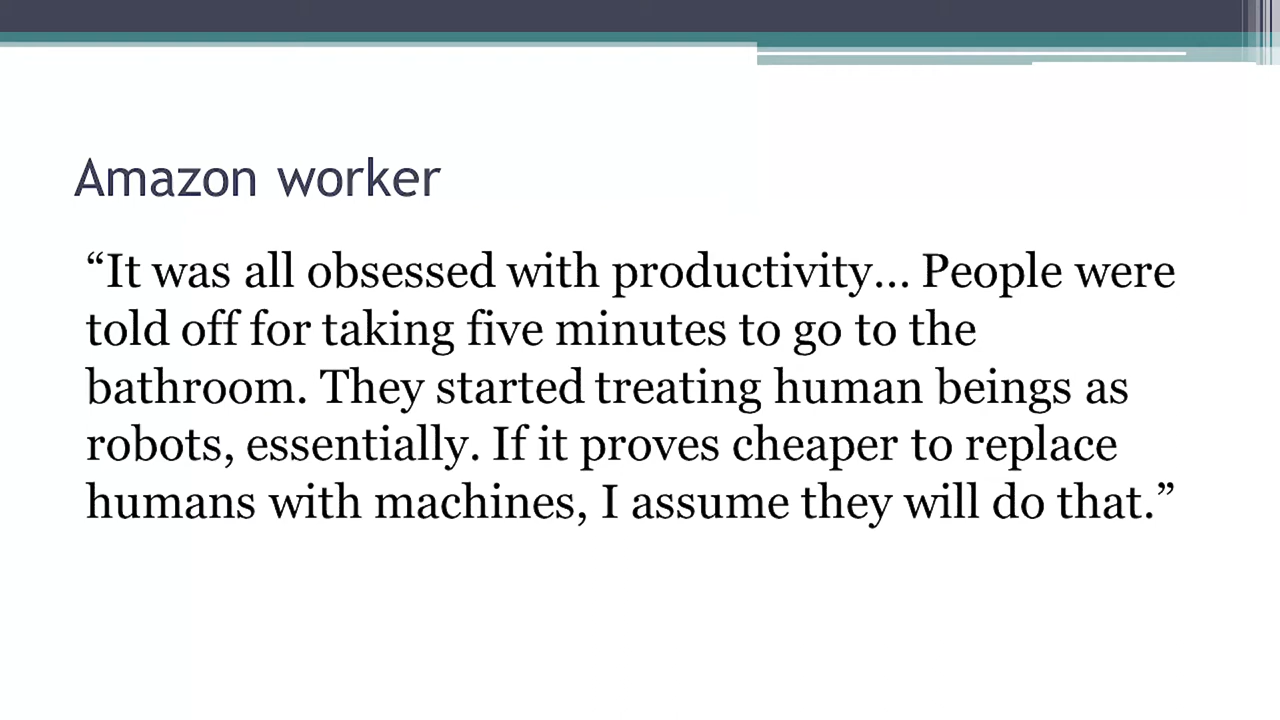 Amazon worker
“It was all obsessed with productivity… People were
told off for taking five minutes to go to the
bathroom. They started treating human beings as
robots, essentially. If it proves cheaper to replace
humans with machines, I assume they will do that.”